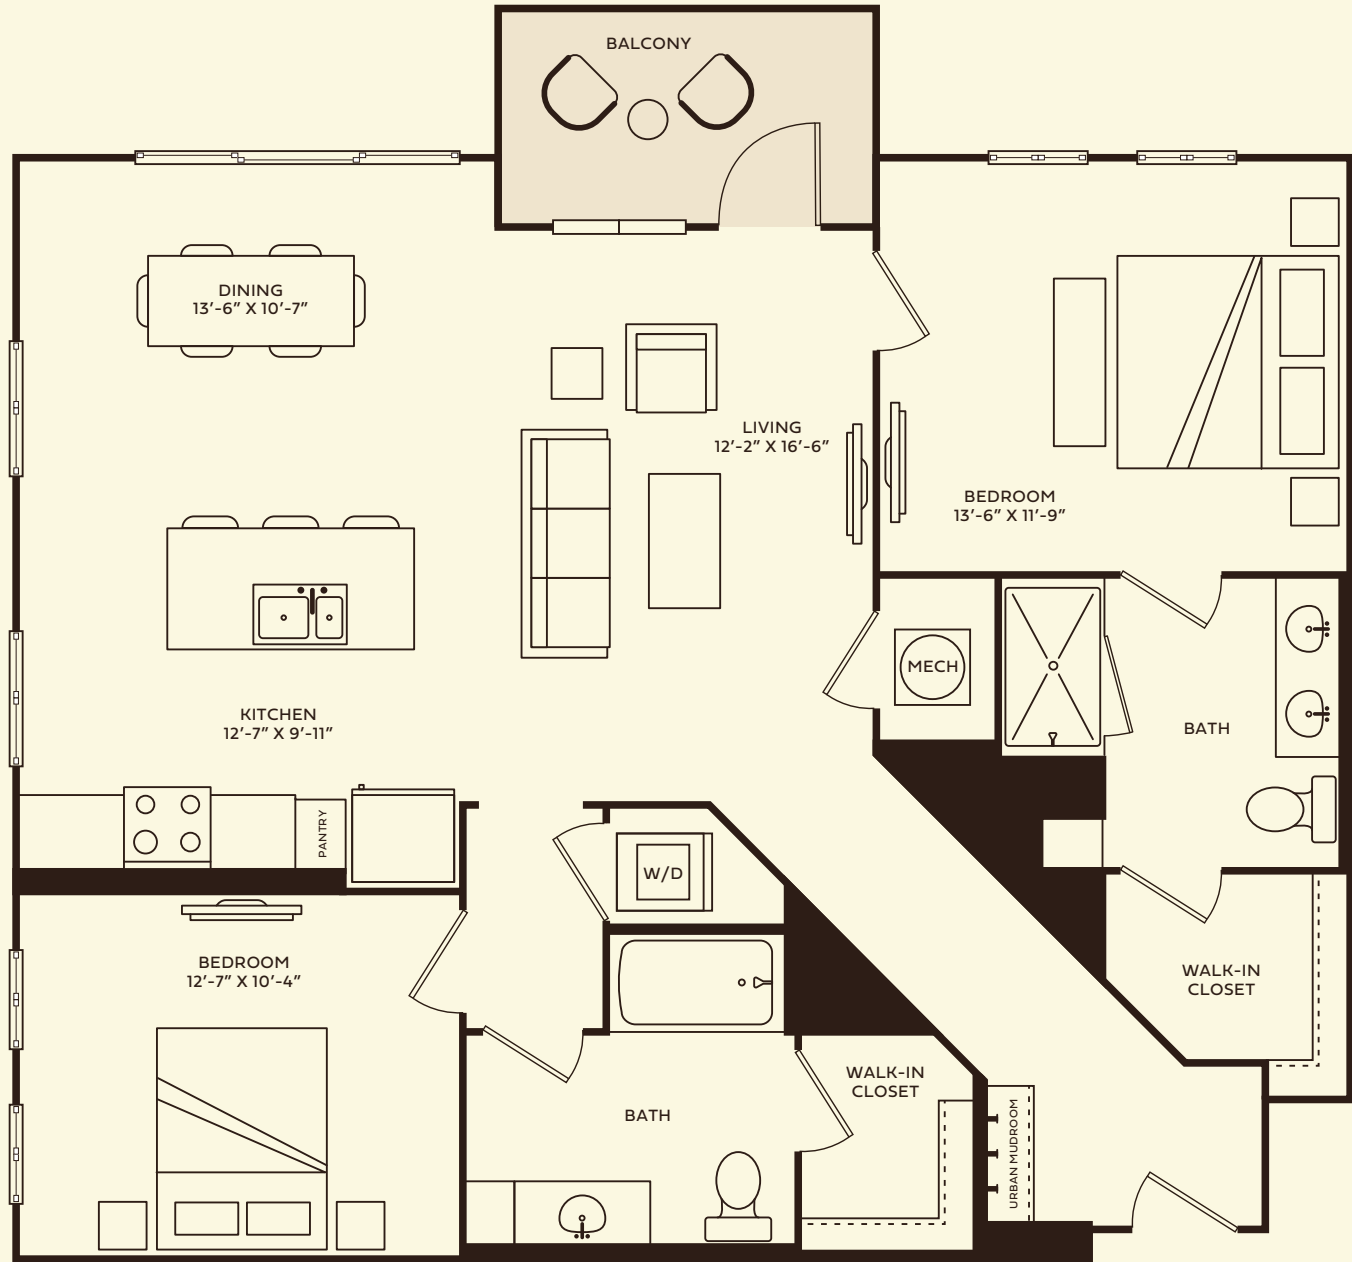 BALCONY
DINING
13'-6" X 10'-7"
LIVING
12'-2" X 16'-6"
BEDROOM
13'-6" X 11'-9"
MECH
KITCHEN
12'-7" X 9'-11"
BATH
PANTRY
W/D
BEDROOM
12'-7" X 10'-4"
WALK-IN
CLOSET
WALK-IN
CLOSET
BATH
URBAN MUDROOM